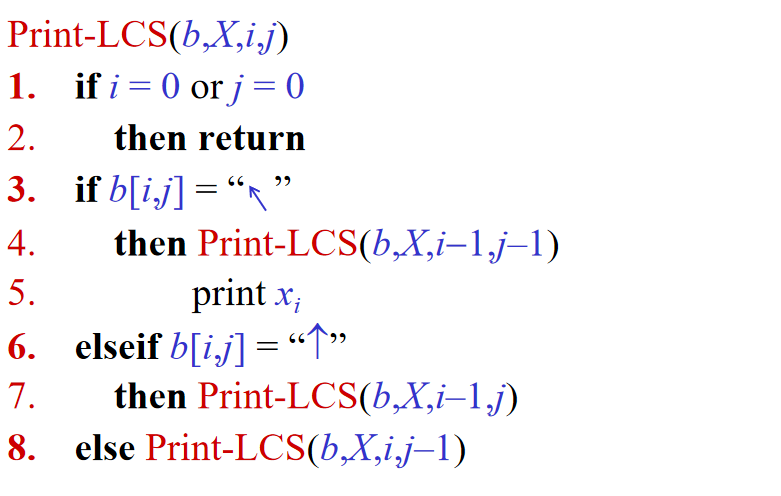 Print-LCS(b,X,i,j)
1. if i = 0 or j = 0
2. then return
3. if b[i,j] = “↖”
4. then Print-LCS(b,X,i−1,j–1)
5. print xᵢ
6. elseif b[i,j] = “↑”
7. then Print-LCS(b,X,i–1,j)
8. else Print-LCS(b,X,i,j–1)